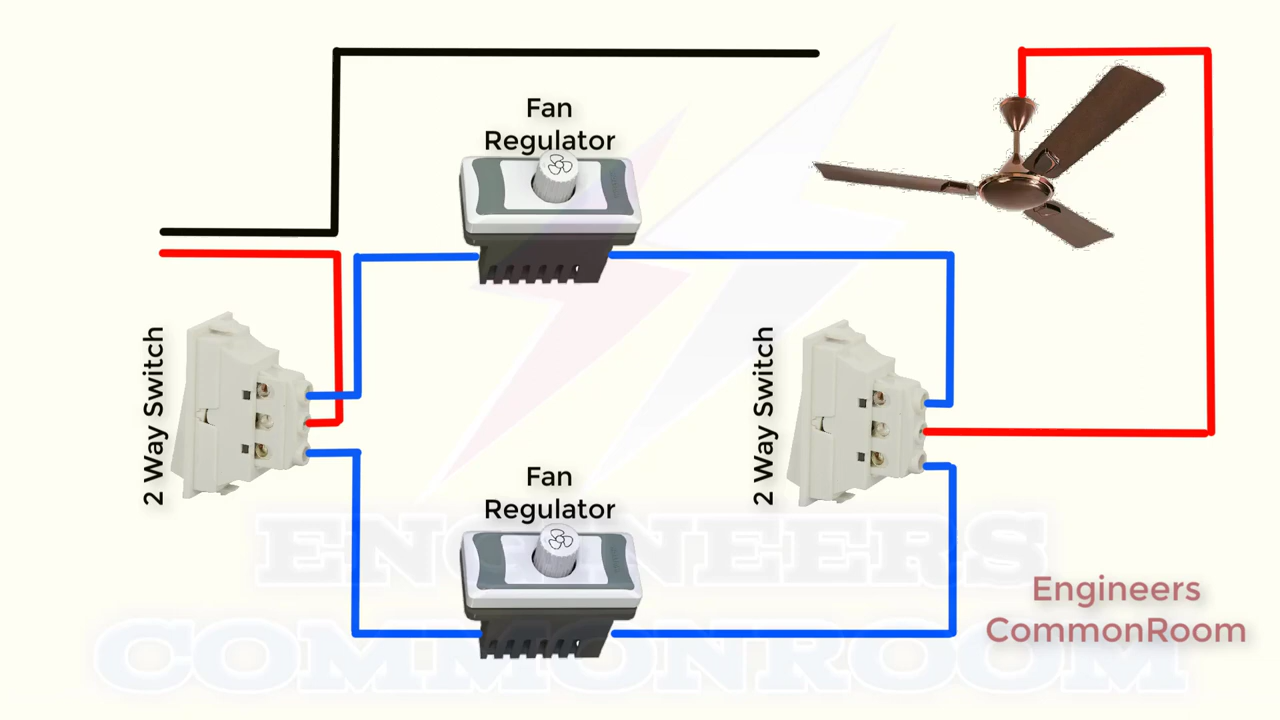 Fan
Regulator
2 Way Switch
2 Way Switch
Fan
Regulator
ENGINEERS
COMMONROOM
Engineers
CommonRoom